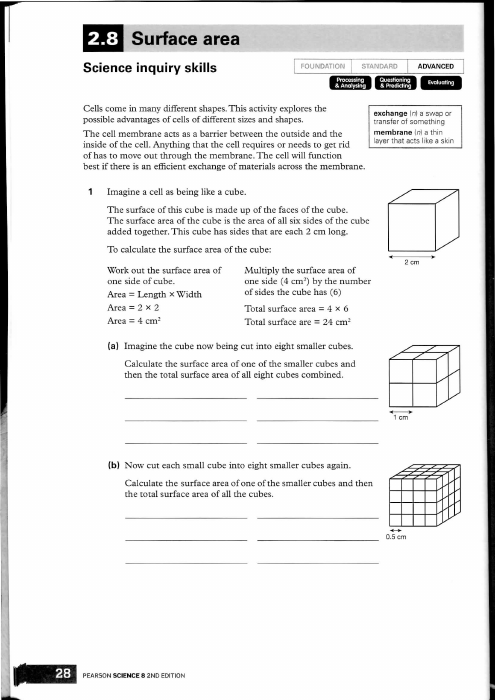 2.8 Surface area
Science inquiry skills
FOUNDATION STANDARD ADVANCED
Processing & Analysing
Questioning & Predicting
Evaluating
Cells come in many different shapes. This activity explores the
possible advantages of cells of different sizes and shapes.
The cell membrane acts as a barrier between the outside and the
inside of the cell. Anything that the cell requires or needs to get rid
of has to move out through the membrane. The cell will function
best if there is an efficient exchange of materials across the membrane.
exchange (n) a swap or
transfer of something
membrane (n) a thin
layer that acts like a skin
1 Imagine a cell as being like a cube.
The surface of this cube is made up of the faces of the cube.
The surface area of the cube is the area of all six sides of the cube
added together. This cube has sides that are each 2 cm long.
To calculate the surface area of the cube:
2 cm
Work out the surface area of
one side of cube.
Area = Length × Width
Area = 2 × 2
Area = 4 cm²
Multiply the surface area of
one side (4 cm²) by the number
of sides the cube has (6)
Total surface area = 4 × 6
Total surface are = 24 cm²
(a) Imagine the cube now being cut into eight smaller cubes.
Calculate the surface area of one of the smaller cubes and
then the total surface area of all eight cubes combined.
1 cm
(b) Now cut each small cube into eight smaller cubes again.
Calculate the surface area of one of the smaller cubes and then
the total surface area of all the cubes.
0.5 cm
28 PEARSON SCIENCE 8 2ND EDITION